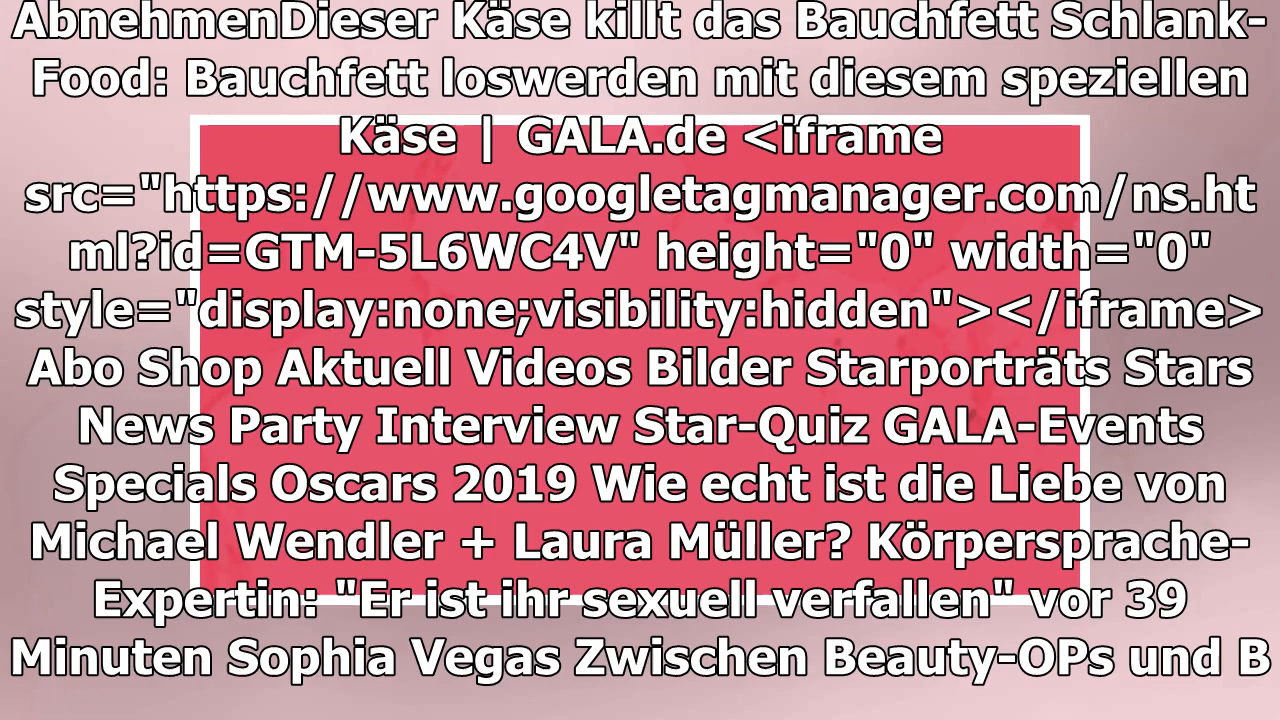 AbnehmenDieser Käse killt das Bauchfett Schlank-
Food: Bauchfett loswerden mit diesem speziellen
Käse | GALA.de <iframe
src="https://www.googletagmanager.com/ns.ht
ml?id=GTM-5L6WC4V" height="0" width="0"
style="display:none;visibility:hidden"></iframe>
Abo Shop Aktuell Videos Bilder Starporträts Stars
News Party Interview Star-Quiz GALA-Events
Specials Oscars 2019 Wie echt ist die Liebe von
Michael Wendler + Laura Müller? Körpersprache-
Expertin: "Er ist ihr sexuell verfallen" vor 39
Minuten Sophia Vegas Zwischen Beauty-OPs und B